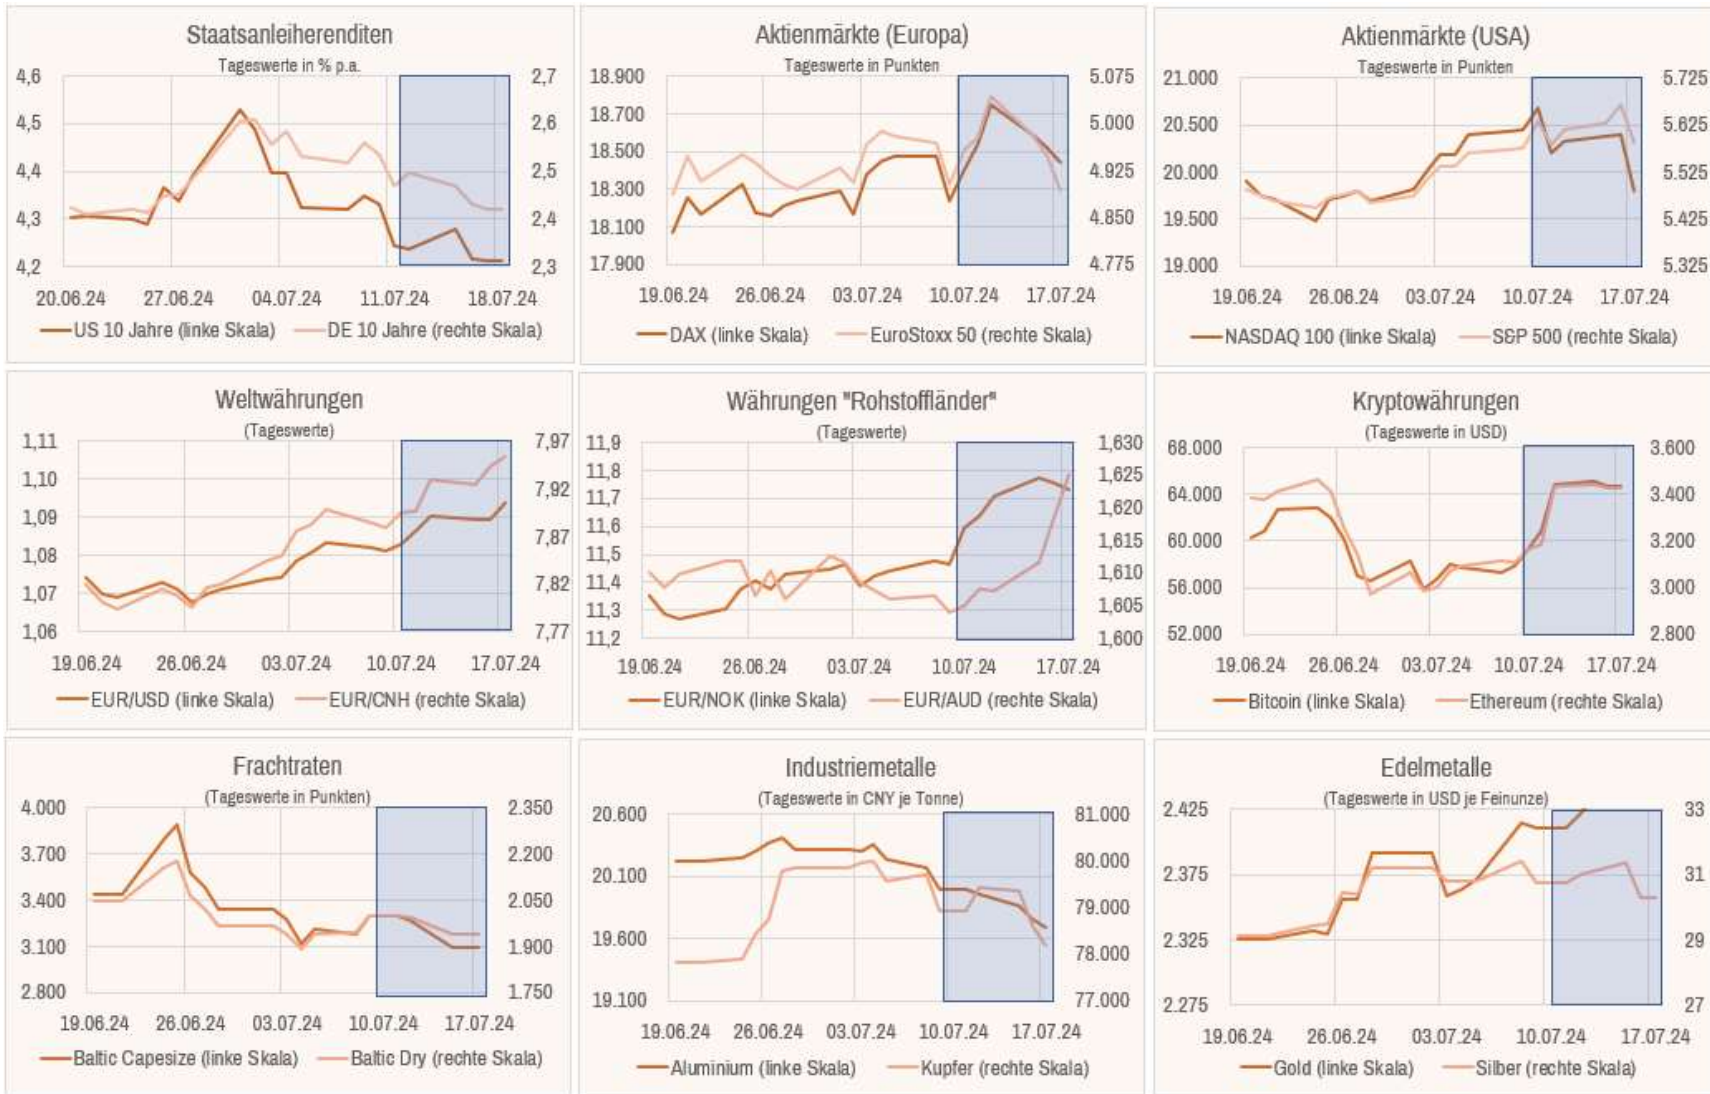 Staatsanleiherenditen
Tageswerte in % p.a.
4,6 2,7
4,5 2,6
4,4 2,5
4,3 2,4
4,2 2,3
20.06.24 27.06.24 04.07.24 11.07.24 18.07.24
US 10 Jahre (linke Skala) DE 10 Jahre (rechte Skala)
Aktienmärkte (Europa)
Tageswerte in Punkten
18.900 5.075
18.700 5.000
18.500 4.925
18.300
18.100 4.850
17.900 4.775
19.06.24 26.06.24 03.07.24 10.07.24 17.07.24
DAX (linke Skala) EuroStoxx 50 (rechte Skala)
Aktienmärkte (USA)
Tageswerte in Punkten
21.000 5.725
20.500 5.625
20.000 5.525
19.500 5.425
19.000 5.325
19.06.24 26.06.24 03.07.24 10.07.24 17.07.24
NASDAQ 100 (linke Skala) S&P 500 (rechte Skala)
Weltwährungen
(Tageswerte)
1,11 7,97
1,10 7,92
1,09
1,08 7,87
1,07 7,82
1,06 7,77
19.06.24 26.06.24 03.07.24 10.07.24 17.07.24
EUR/USD (linke Skala) EUR/CNH (rechte Skala)
Währungen "Rohstoffländer"
(Tageswerte)
11,9 1,630
11,8 1,625
11,7 1,620
11,6 1,615
11,5 1,610
11,4 1,605
11,3
11,2 1,600
19.06.24 26.06.24 03.07.24 10.07.24 17.07.24
EUR/NOK (linke Skala) EUR/AUD (rechte Skala)
Kryptowährungen
(Tageswerte in USD)
68.000 3.600
64.000 3.400
60.000 3.200
56.000 3.000
52.000 2.800
19.06.24 26.06.24 03.07.24 10.07.24 17.07.24
Bitcoin (linke Skala) Ethereum (rechte Skala)
Frachtraten
(Tageswerte in Punkten)
4.000 2.350
3.700 2.200
3.400 2.050
3.100 1.900
2.800 1.750
19.06.24 26.06.24 03.07.24 10.07.24 17.07.24
Baltic Capesize (linke Skala) Baltic Dry (rechte Skala)
Industriemetalle
(Tageswerte in CNY je Tonne)
20.600 81.000
20.100 80.000
79.000
19.600 78.000
19.100 77.000
19.06.24 26.06.24 03.07.24 10.07.24 17.07.24
Aluminium (linke Skala) Kupfer (rechte Skala)
Edelmetalle
(Tageswerte in USD je Feinunze)
2.425 33
2.375 31
2.325 29
2.275 27
19.06.24 26.06.24 03.07.24 10.07.24 17.07.24
Gold (linke Skala) Silber (rechte Skala)